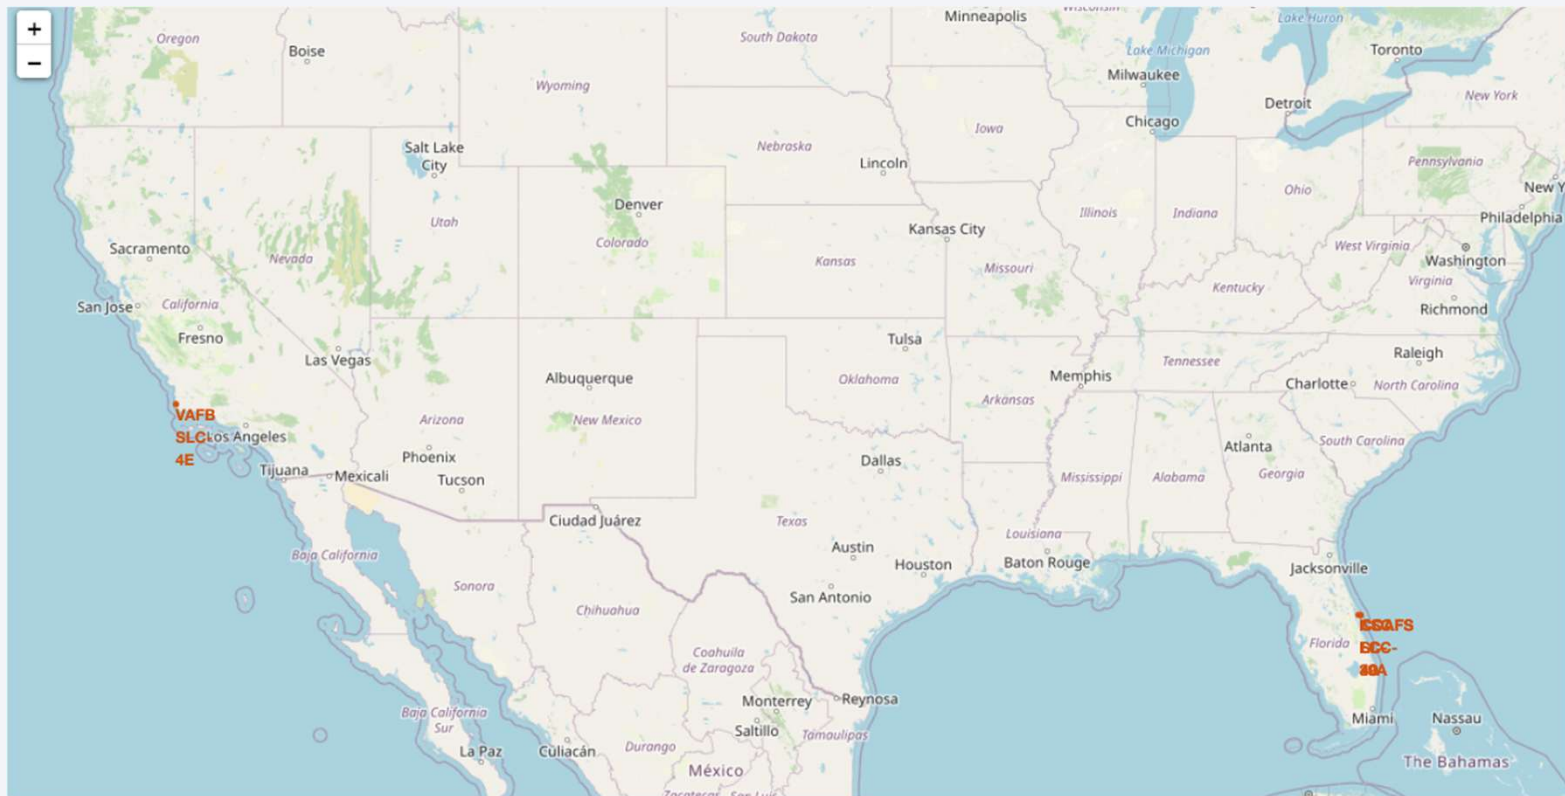 +
−
Oregon
Boise
Wyoming
South Dakota
Minneapolis
Wisconsin
Lake Michigan
Lake Huron
Toronto
Milwaukee
Detroit
New York
Chicago
Iowa
Nebraska
Lincoln
Salt Lake
City
Pennsylvania
New Y
Philadelphia
Ohio
Indiana
Illinois
Denver
Utah
Colorado
Kansas City
Sacramento
Nevada
Kansas
Missouri
West Virginia
Washington
Virginia
Kentucky
Richmond
San Jose
California
Fresno
Las Vegas
Tulsa
Raleigh
Tennessee
Albuquerque
Oklahoma
Memphis
Charlotte
North Carolina
VAFB
SLC-
4E
Los Angeles
Arizona
New Mexico
Arkansas
South Carolina
Atlanta
Phoenix
Dallas
Tijuana
Mexicali
Tucson
Mississippi
Alabama
Georgia
Ciudad Juárez
Texas
Louisiana
Baja California
Austin
Houston
Baton Rouge
Jacksonville
Sonora
San Antonio
Chihuahua
Florida
Coahuila
de Zaragoza
Reynosa
Monterrey
Baja California
Sur
Saltillo
Tamaulipas
Miami
Nassau
La Paz
Culiacán
Durango
México
The Bahamas
Zacatecas
San Luis